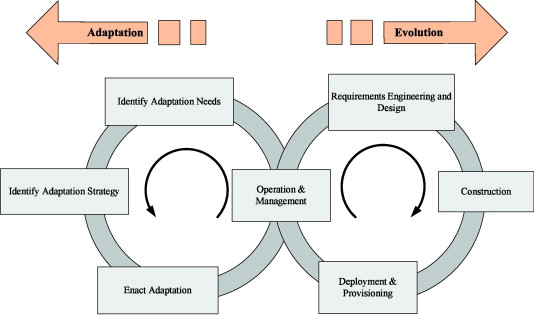 Adaptation
Evolution
Identify Adaptation Needs
Requirements Engineering and
Design
Identify Adaptation Strategy
Operation &
Management
Construction
Enact Adaptation
Deployment &
Provisioning